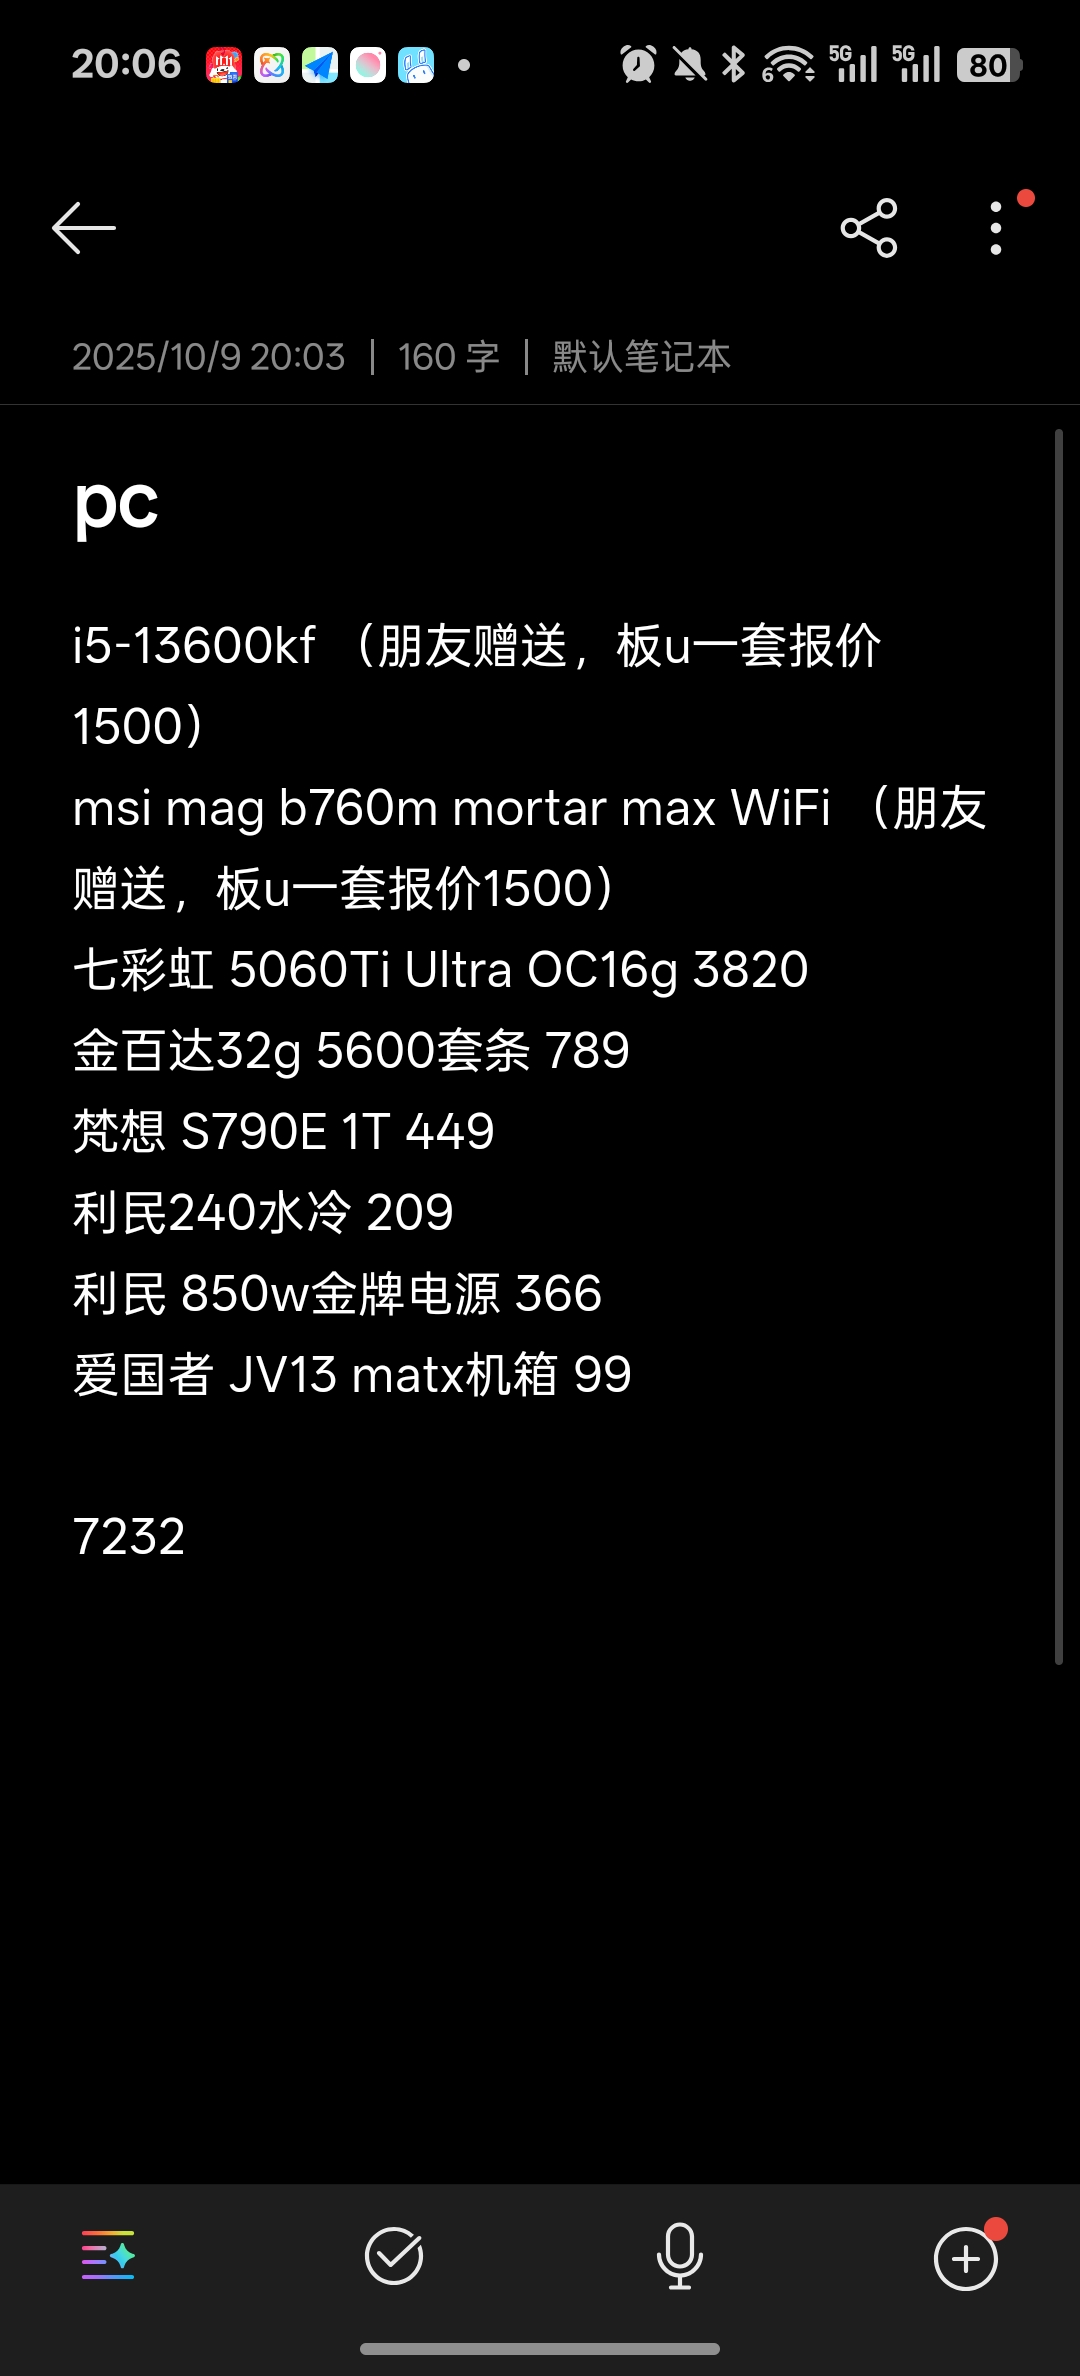 20:06
6
5G
5G
80
2025/10/9 20:03 | 160 字 | 默认笔记本
pc
i5-13600kf （朋友赠送，板u一套报价
1500）
msi mag b760m mortar max WiFi （朋友
赠送，板u一套报价1500）
七彩虹 5060Ti Ultra OC16g 3820
金百达32g 5600套条 789
梵想 S790E 1T 449
利民240水冷 209
利民 850w金牌电源 366
爱国者 JV13 matx机箱 99
7232